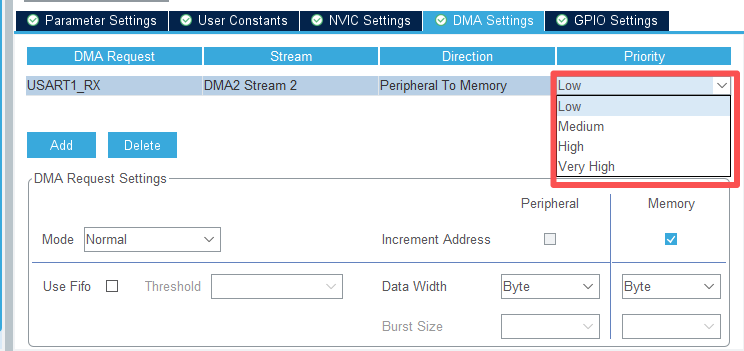 Parameter Settings User Constants NVIC Settings DMA Settings GPIO Settings
DMA Request Stream Direction Priority
USART1_RX DMA2 Stream 2 Peripheral To Memory Low
Low
Medium
High
Very High
Add Delete
DMA Request Settings
Peripheral Memory
Mode Normal Increment Address
Use Fifo Threshold Data Width Byte Byte
Burst Size